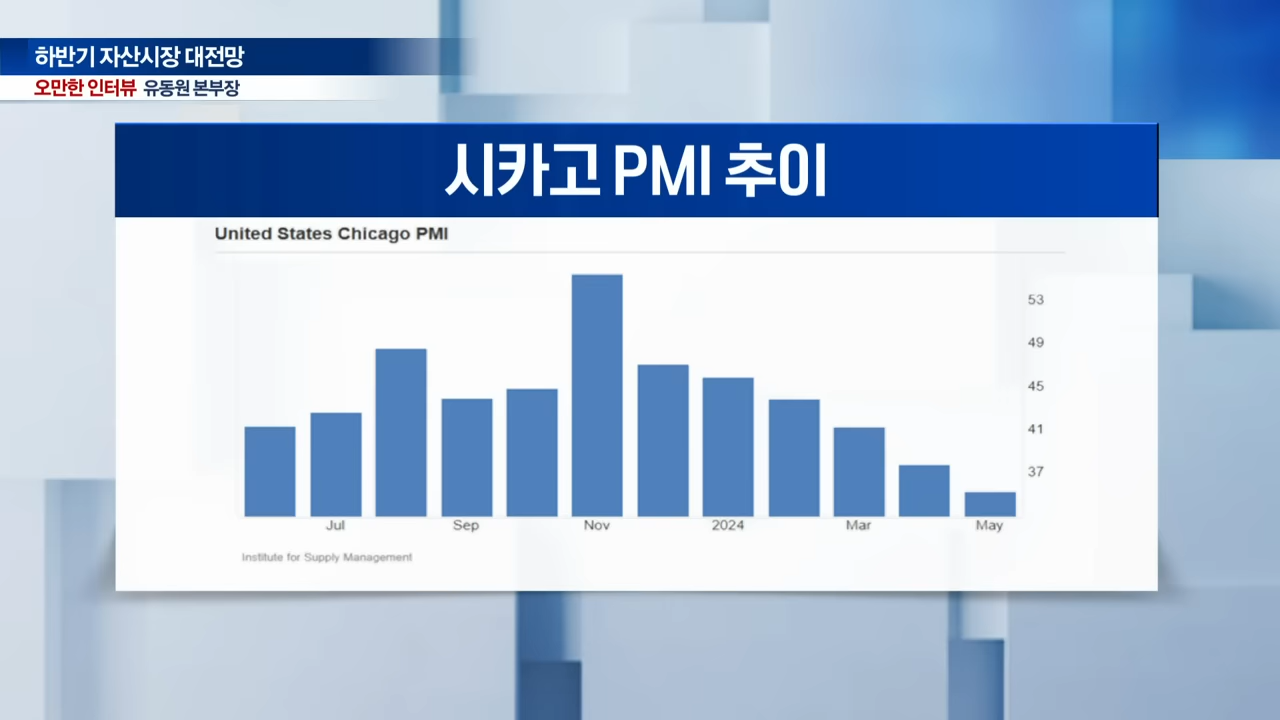 하반기 자산시장 대전망
오만한 인터뷰 유동원 본부장
시카고 PMI 추이
United States Chicago PMI
53
49
45
41
37
Jul Sep Nov 2024 Mar May
Institute for Supply Management